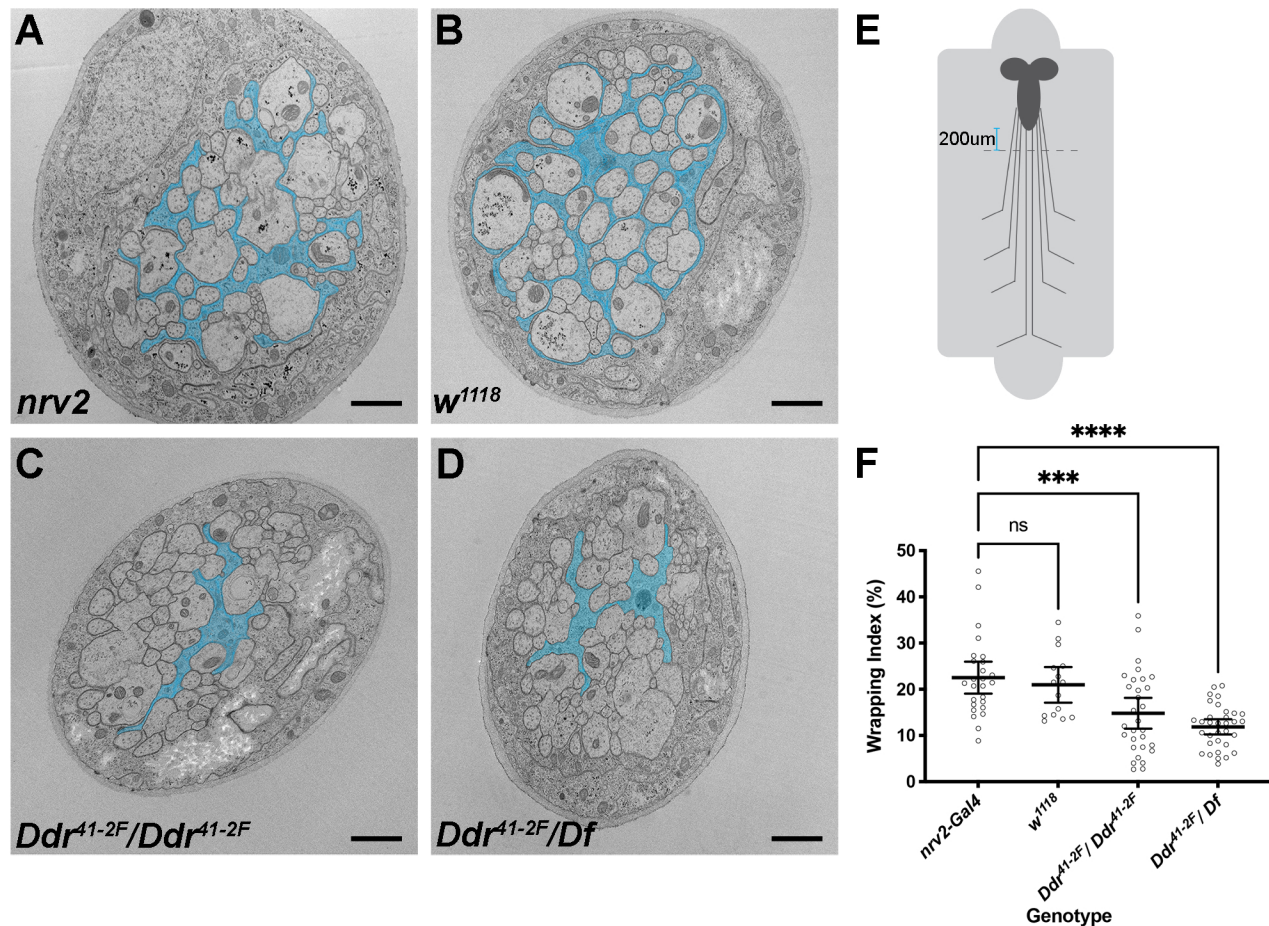 A
nrv2
B
w1118
C
Ddr41-2F/Ddr41-2F
D
Ddr41-2F/Df
E
200um
F
****
***
ns
50
40
30
20
10
0
Wrapping Index (%)
nrv2-Gal4
w1118
Ddr41-2F / Ddr41-2F
Ddr41-2F / Df
Genotype